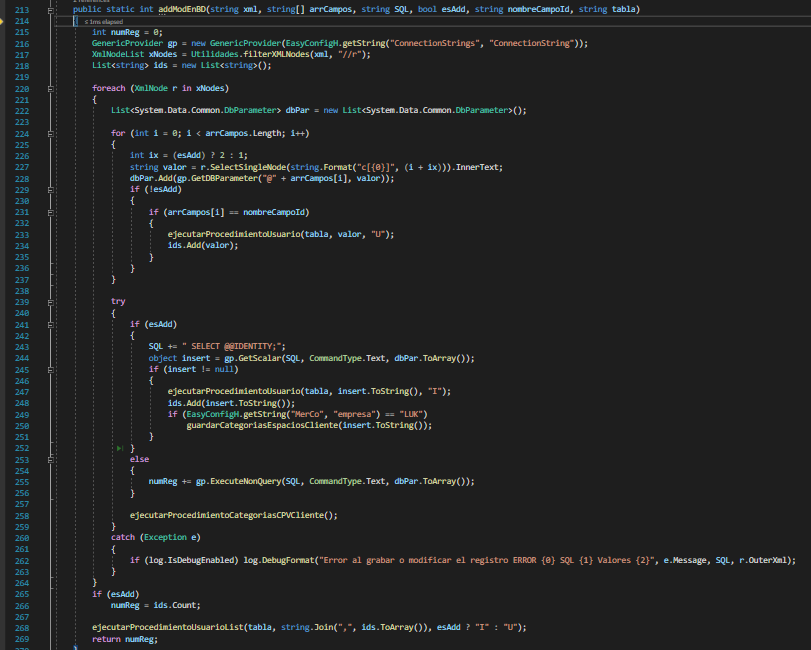 213 public static int addModEnBD(string xml, string[] arrCampos, string SQL, bool esAdd, string nombreCampoId, string tabla)
214 { ≤ 1ms elapsed
215 int numReg = 0;
216 GenericProvider gp = new GenericProvider(EasyConfigH.getString("ConnectionStrings", "ConnectionString"));
217 XmlNodeList xNodes = Utilidades.filterXMLNodes(xml, "//r");
218 List<string> ids = new List<string>();
219
220 foreach (XmlNode r in xNodes)
221 {
222 List<System.Data.Common.DbParameter> dbPar = new List<System.Data.Common.DbParameter>();
223
224 for (int i = 0; i < arrCampos.Length; i++)
225 {
226 int ix = (esAdd) ? 2 : 1;
227 string valor = r.SelectSingleNode(string.Format("c[{0}]", (i + ix))).InnerText;
228 dbPar.Add(gp.GetDBParameter("@" + arrCampos[i], valor));
229 if (!esAdd)
230 {
231 if (arrCampos[i] == nombreCampoId)
232 {
233 ejecutarProcedimientoUsuario(tabla, valor, "U");
234 ids.Add(valor);
235 }
236 }
237 }
238
239 try
240 {
241 if (esAdd)
242 {
243 SQL += " SELECT @@IDENTITY;";
244 object insert = gp.GetScalar(SQL, CommandType.Text, dbPar.ToArray());
245 if (insert != null)
246 {
247 ejecutarProcedimientoUsuario(tabla, insert.ToString(), "I");
248 ids.Add(insert.ToString());
249 if (EasyConfigH.getString("MerCo", "empresa") == "LUK")
250 guardarCategoriasEspaciosCliente(insert.ToString());
251 }
252 }
253 else
254 {
255 numReg += gp.ExecuteNonQuery(SQL, CommandType.Text, dbPar.ToArray());
256 }
257
258 ejecutarProcedimientoCategoriasCPVCliente();
259 }
260 catch (Exception e)
261 {
262 if (log.IsDebugEnabled) log.DebugFormat("Error al grabar o modificar el registro ERROR {0} SQL {1} Valores {2}", e.Message, SQL, r.OuterXml);
263 }
264 }
265 if (esAdd)
266 numReg = ids.Count;
267
268 ejecutarProcedimientoUsuarioList(tabla, string.Join(",", ids.ToArray()), esAdd ? "I" : "U");
269 return numReg;